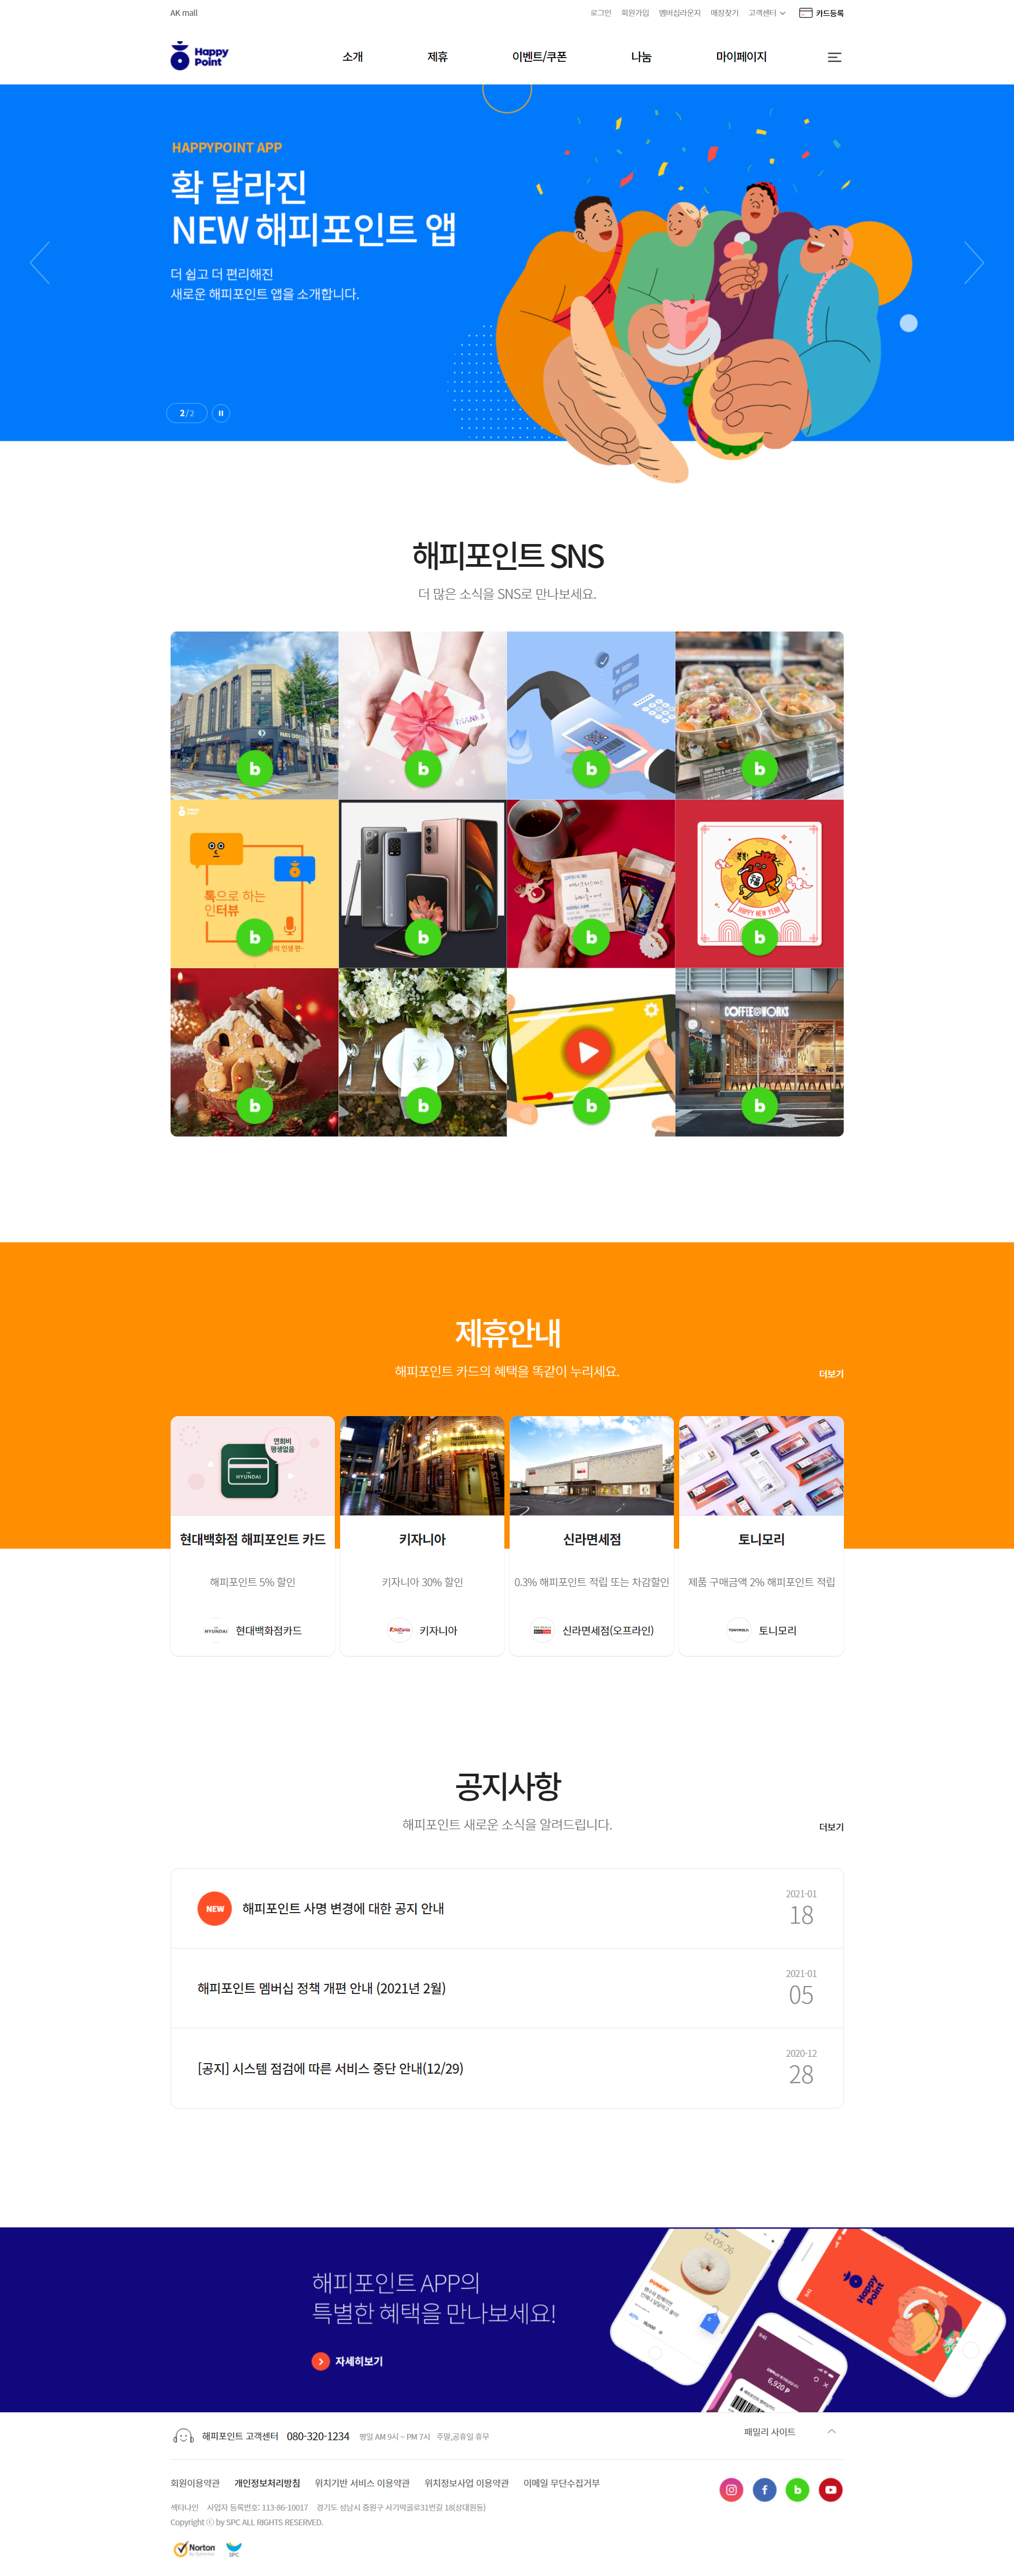 AK mall
로그인 회원가입 멤버십라운지 매장찾기 고객센터 카드등록
Happy Point
소개 제휴 이벤트/쿠폰 나눔 마이페이지
HAPPYPOINT APP
확 달라진
NEW 해피포인트 앱
더 쉽고 더 편리해진
새로운 해피포인트 앱을 소개합니다.
2/2
해피포인트 SNS
더 많은 소식을 SNS로 만나보세요.
THANKS
b
b
b
b
톡으로 하는
인터뷰
b
b
b
HAPPY NEW YEAR
b
b
b
b
COFFEE@WORKS
b
제휴안내
해피포인트 카드의 혜택을 똑같이 누리세요.
더보기
연회비
평생없음
HYUNDAI
현대백화점 해피포인트 카드
키자니아
신라면세점
토니모리
해피포인트 5% 할인
키자니아 30% 할인
0.3% 해피포인트 적립 또는 차감할인
제품 구매금액 2% 해피포인트 적립
HYUNDAI 현대백화점카드
KidZania 키자니아
신라면세점(오프라인)
TONYMOLY 토니모리
공지사항
해피포인트 새로운 소식을 알려드립니다.
더보기
NEW 해피포인트 사명 변경에 대한 공지 안내
2021-01
18
해피포인트 멤버십 정책 개편 안내 (2021년 2월)
2021-01
05
[공지] 시스템 점검에 따른 서비스 중단 안내(12/29)
2020-12
28
해피포인트 APP의
특별한 혜택을 만나보세요!
자세히보기
12:05:26
DUNKIN'
40%
6,920 P
9:41
Happy Point
해피포인트 고객센터 080-320-1234 평일 AM 9시 ~ PM 7시 주말,공휴일 휴무
패밀리 사이트
회원이용약관 개인정보처리방침 위치기반 서비스 이용약관 위치정보사업 이용약관 이메일 무단수집거부
섹타나인 사업자 등록번호: 113-86-10017 경기도 성남시 중원구 사기막골로31번길 18(상대원동)
Copyright ⓒ by SPC ALL RIGHTS RESERVED.
Norton
SPC